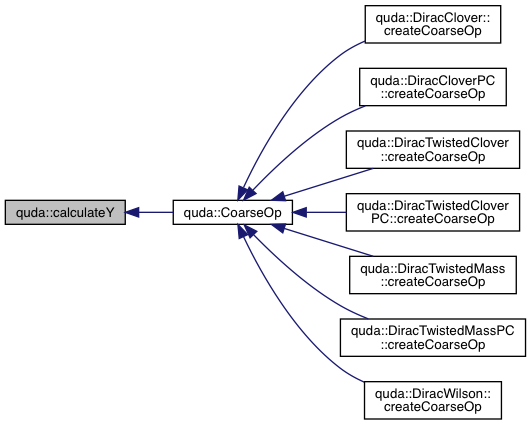 quda::calculateY
quda::CoarseOp
quda::DiracClover::
createCoarseOp
quda::DiracCloverPC
::createCoarseOp
quda::DiracTwistedClover
::createCoarseOp
quda::DiracTwistedClover
PC::createCoarseOp
quda::DiracTwistedMass
::createCoarseOp
quda::DiracTwistedMassPC
::createCoarseOp
quda::DiracWilson::
createCoarseOp